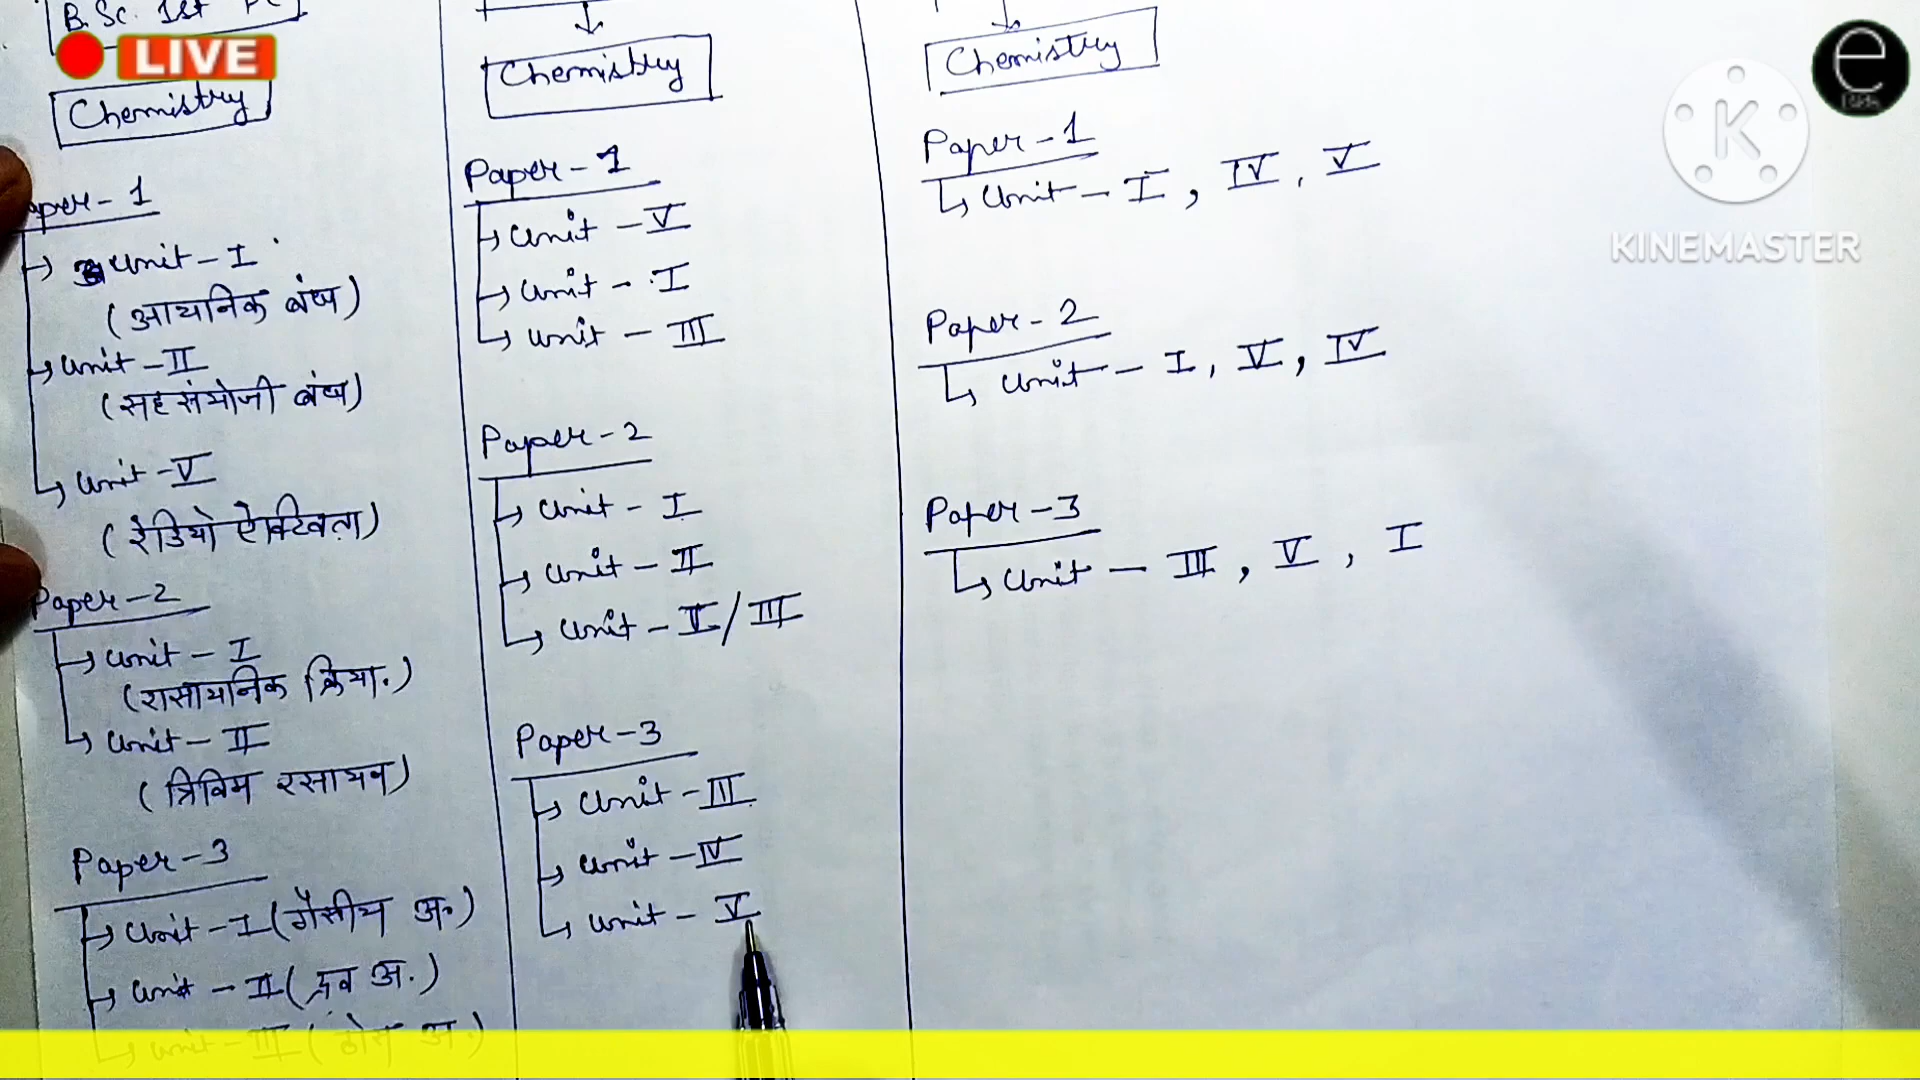 B.Sc. 1st
LIVE
Chemistry
aper-1
Unit-I
(आयनिक बंध)
Unit-II
(सहसंयोजी बंध)
Unit-V
(रेडियो ऐक्टिवता)
Paper-2
Unit-I
(रासायनिक क्रिया.)
Unit-II
(त्रिविम रसायन)
Paper-3
Unit-I (गैसीय अ.)
Unit-II (द्रव अ.)
Unit-III (ठोस अ.)
Chemistry
Paper-1
Unit-V
Unit-I
Unit-III
Paper-2
Unit-I
Unit-II
Unit-V/III
Paper-3
Unit-III
Unit-IV
Unit-V
Chemistry
Paper-1
Unit-I, IV, V
Paper-2
Unit-I, V, IV
Paper-3
Unit-III, V, I
e
K
KINEMASTER